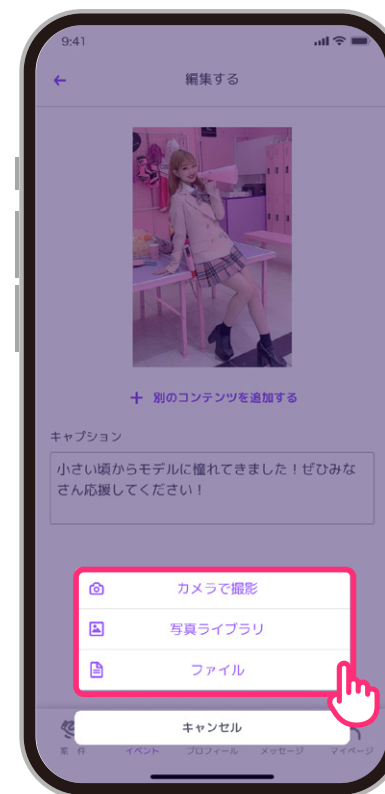 9:41
編集する
別のコンテンツを追加する
キャプション
小さい頃からモデルに憧れてきました!ぜひみな
さん応援してください!
カメラで撮影
写真ライブラリ
ファイル
キャンセル
案件 イベント プロフィール メッセージ マイページ